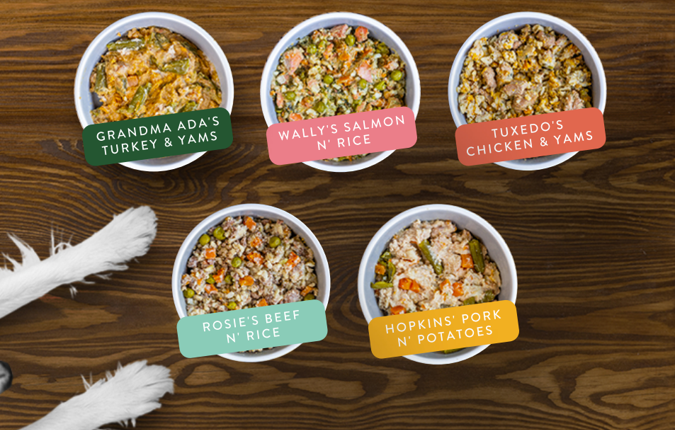 GRANDMA ADA'S
TURKEY & YAMS
WALLY'S SALMON
N' RICE
TUXEDO'S
CHICKEN & YAMS
ROSIE'S BEEF
N' RICE
HOPKINS' PORK
N' POTATOES